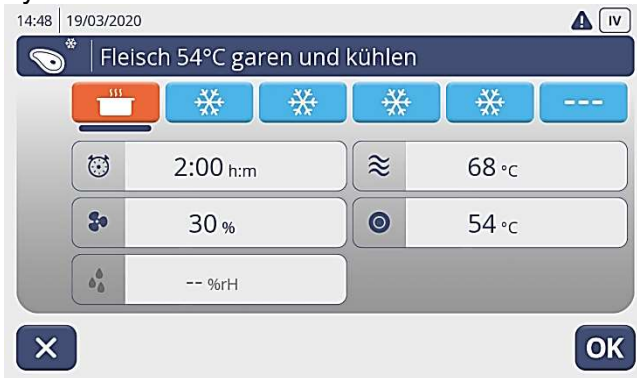 14:48 19/03/2020 IV
Fleisch 54°C garen und kühlen
---
2:00 h:m 68 °C
30 % 54 °C
-- %rH
OK